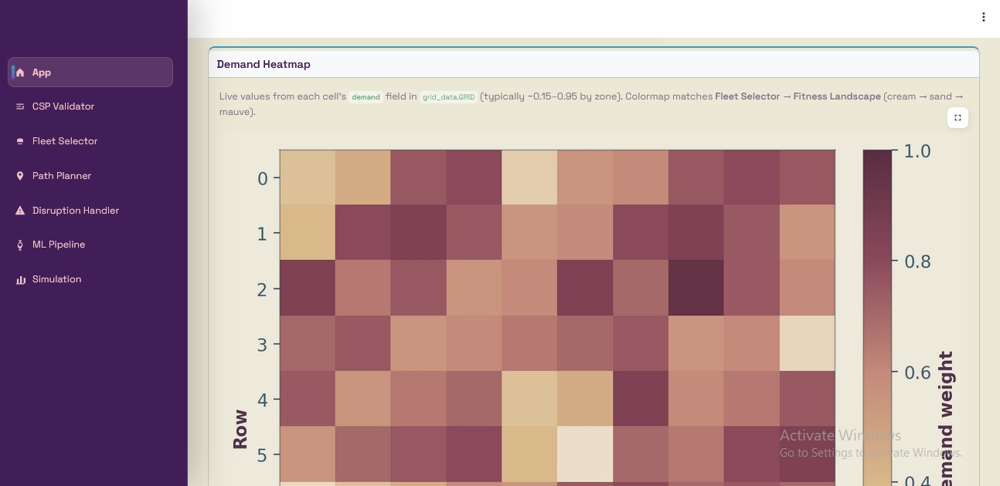 App
CSP Validator
Fleet Selector
Path Planner
Disruption Handler
ML Pipeline
Simulation
Demand Heatmap
Live values from each cell's demand field in grid_data.GRID (typically ~0.15–0.95 by zone). Colormap matches Fleet Selector → Fitness Landscape (cream → sand →
mauve).
0
1
2
3
4
5
Row
1.0
0.8
0.6
0.4
emand weight
Activate Windows
Go to Settings to activate Windows.